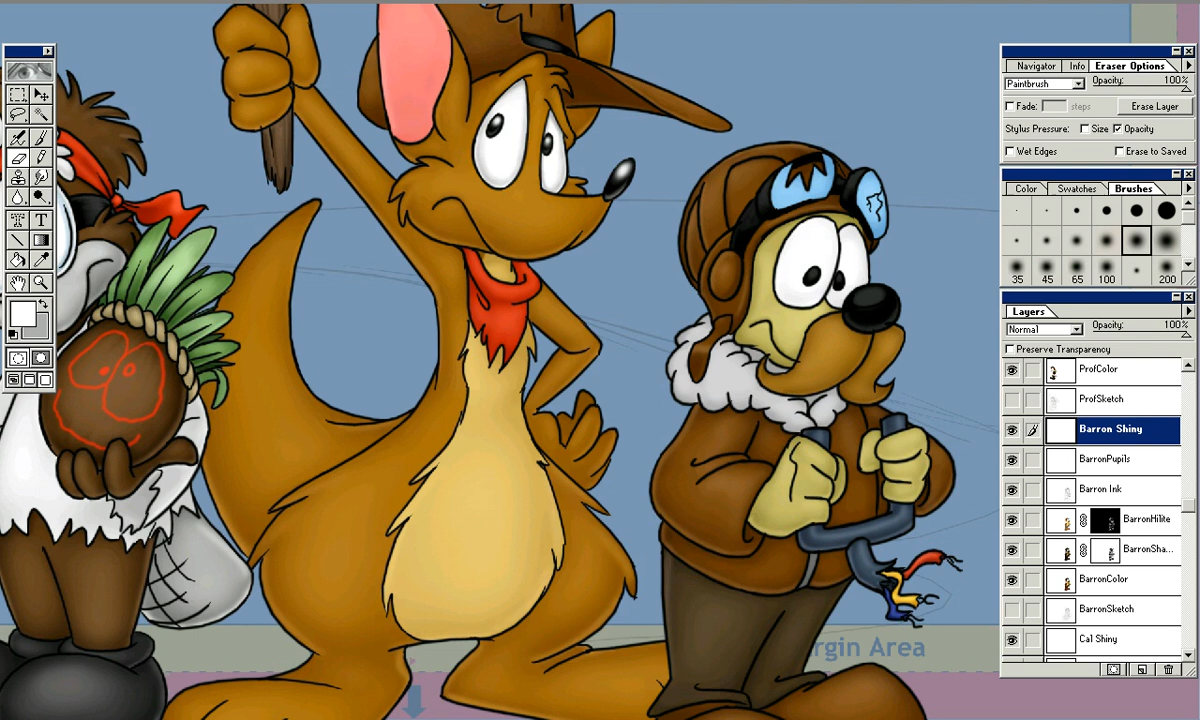 Navigator Info Eraser Options
Paintbrush Opacity: 100%
Fade: steps Erase Layer
Stylus Pressure: Size Opacity
Wet Edges Erase to Saved
Color Swatches Brushes
35 45 65 100 200
Layers
Normal Opacity: 100%
Preserve Transparency
ProfColor
ProfSketch
Barron Shiny
BarronPupils
Barron Ink
BarronHilite
BarronSha...
BarronColor
BarronSketch
Cal Shiny
rgin Area
T T